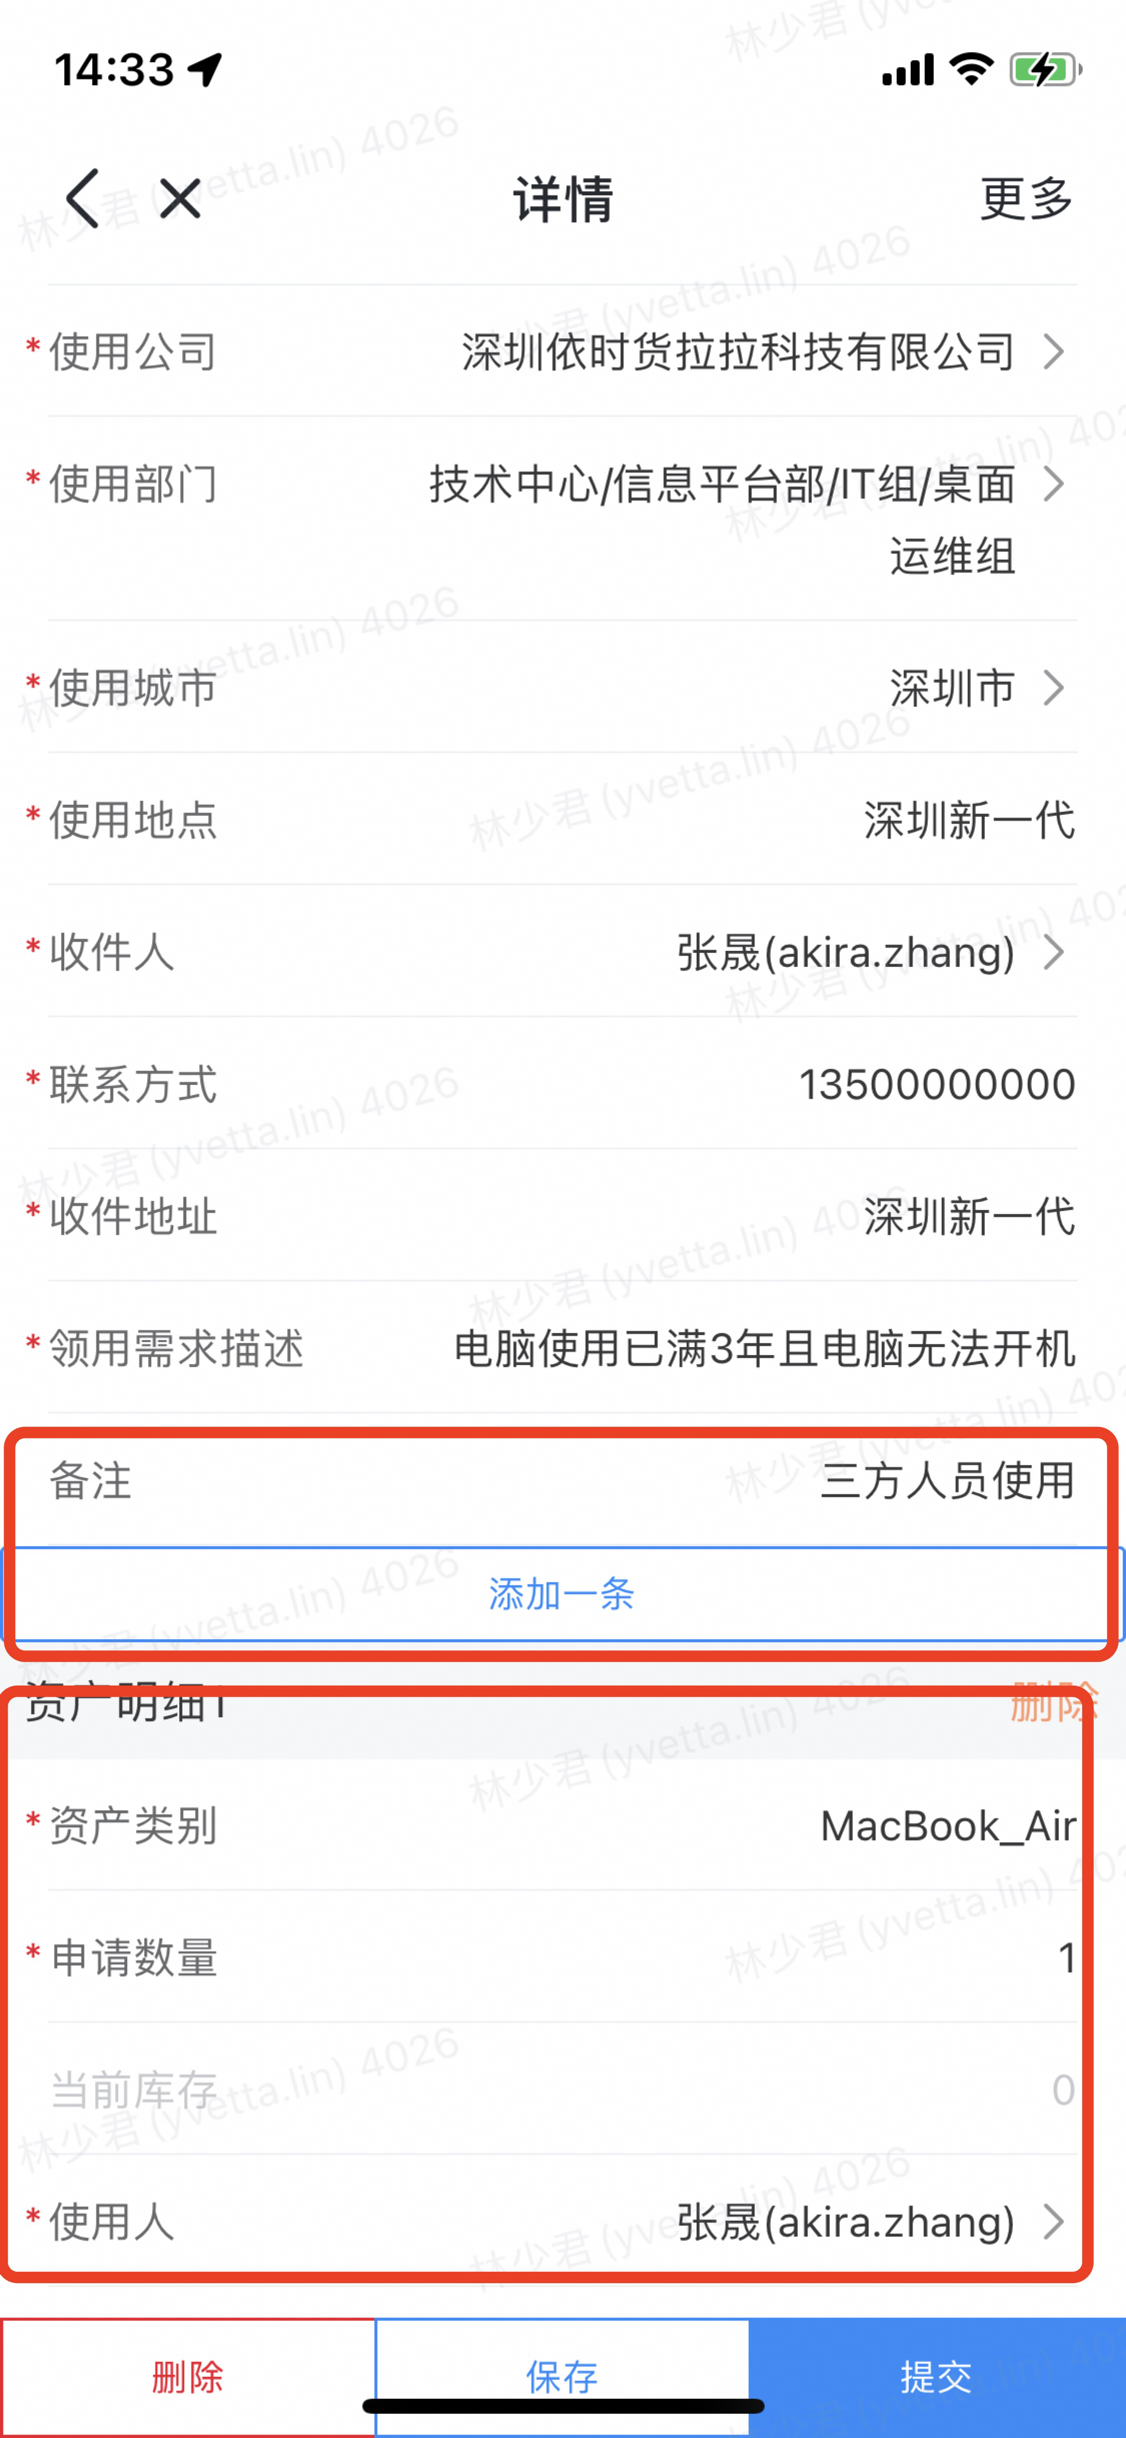 14:33
详情
更多
*使用公司 深圳依时货拉拉科技有限公司
*使用部门 技术中心/信息平台部/IT组/桌面
运维组
*使用城市 深圳市
*使用地点 深圳新一代
*收件人 张晟(akira.zhang)
*联系方式 13500000000
*收件地址 深圳新一代
*领用需求描述 电脑使用已满3年且电脑无法开机
备注 三方人员使用
添加一条
资产明细1 删除
*资产类别 MacBook_Air
*申请数量 1
当前库存 0
*使用人 张晟(akira.zhang)
删除 保存 提交
林少君(yvetta.lin) 4026